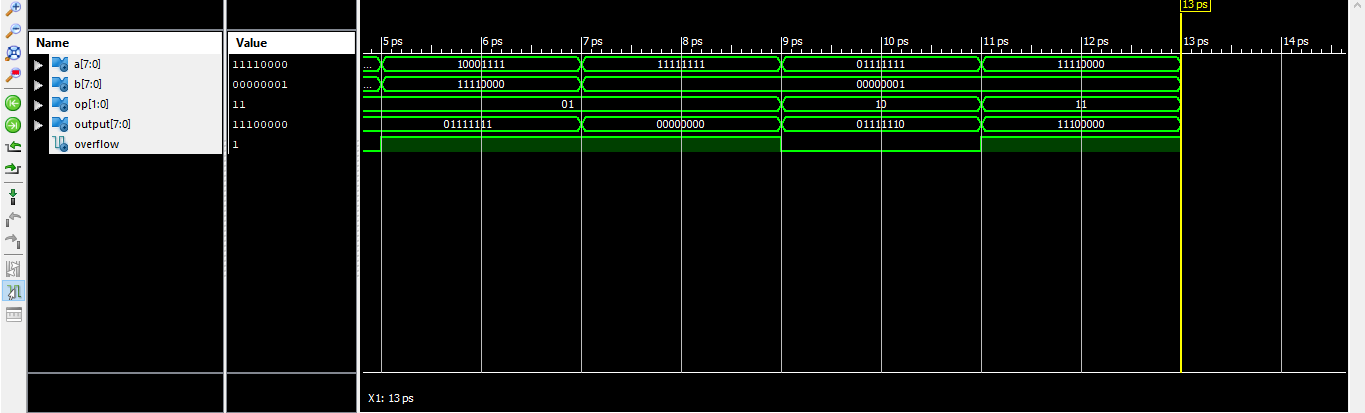 13 ps
Name Value
5 ps 6 ps 7 ps 8 ps 9 ps 10 ps 11 ps 12 ps 13 ps 14 ps
a[7:0] 11110000 ... 10001111 11111111 01111111 11110000
b[7:0] 00000001 ... 11110000 00000001
op[1:0] 11 01 10 11
output[7:0] 11100000 01111111 00000000 01111110 11100000
overflow 1
X1: 13 ps